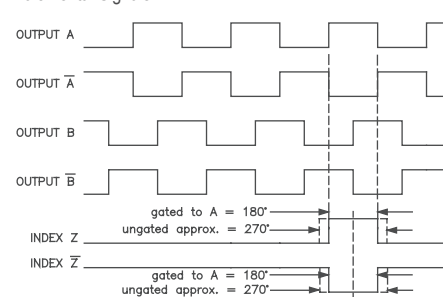 OUTPUT A
OUTPUT A̅
OUTPUT B
OUTPUT B̅
gated to A = 180°
ungated approx. = 270°
INDEX Z
INDEX Z̅
gated to A = 180°
ungated approx. = 270°